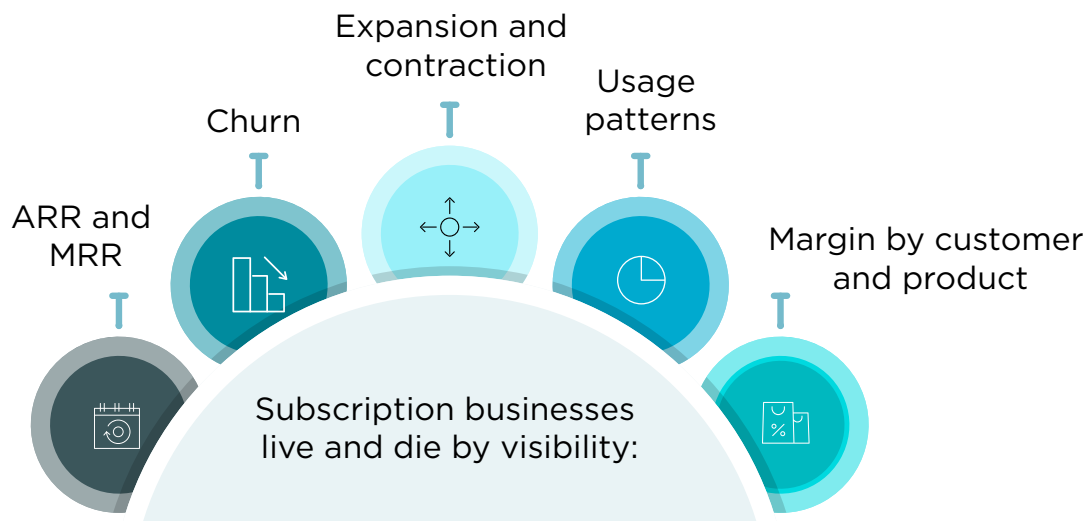 Expansion and
contraction
Usage
patterns
Churn
ARR and
MRR
Margin by customer
and product
%
Subscription businesses
live and die by visibility: